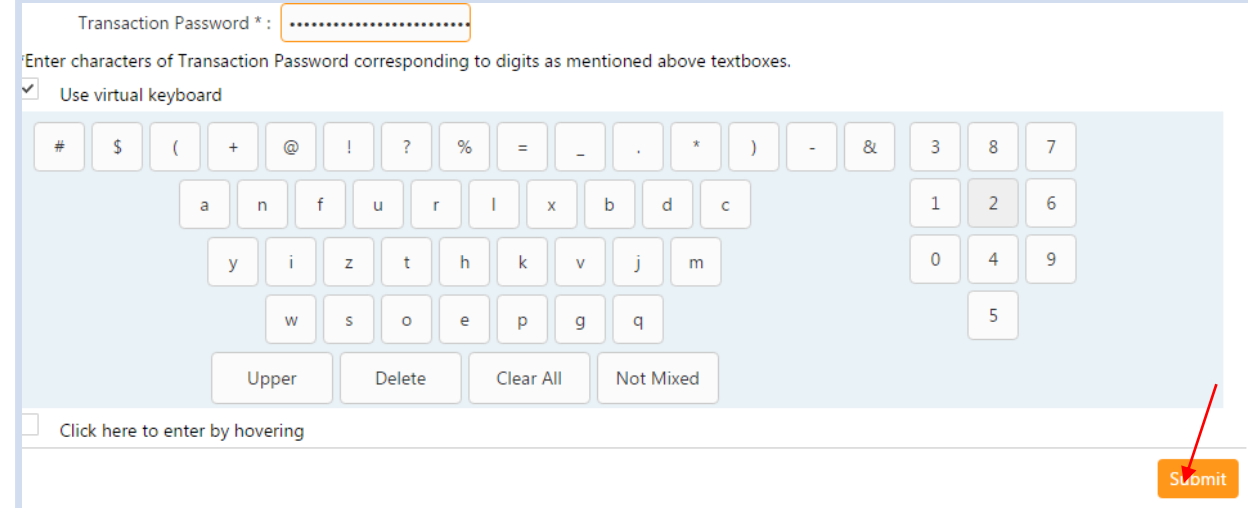 Transaction Password * :
*Enter characters of Transaction Password corresponding to digits as mentioned above textboxes.
Use virtual keyboard
# $ ( + @ ! ? % = _ . * ) - & 3 8 7
a n f u r l x b d c 1 2 6
y i z t h k v j m 0 4 9
w s o e p g q 5
Upper Delete Clear All Not Mixed
Click here to enter by hovering
Submit